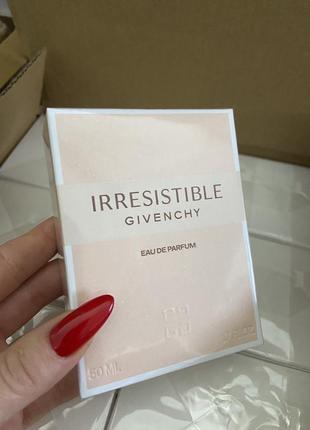 IRRESISTIBLE
GIVENCHY
EAU DE PARFUM
50 ML